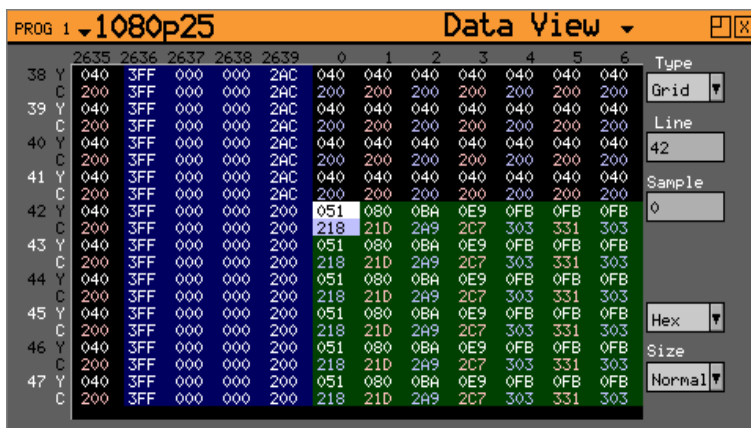 PROG 1 1080p25 Data View
2635 2636 2637 2638 2639 0 1 2 3 4 5 6 Type
38 Y 040 3FF 000 000 2AC 040 040 040 040 040 040 040
C 200 3FF 000 000 2AC 200 200 200 200 200 200 200 Grid
39 Y 040 3FF 000 000 2AC 040 040 040 040 040 040 040
C 200 3FF 000 000 2AC 200 200 200 200 200 200 200 Line
40 Y 040 3FF 000 000 2AC 040 040 040 040 040 040 040
C 200 3FF 000 000 2AC 200 200 200 200 200 200 200 42
41 Y 040 3FF 000 000 2AC 040 040 040 040 040 040 040
C 200 3FF 000 000 2AC 200 200 200 200 200 200 200 Sample
42 Y 040 3FF 000 000 200 051 080 0BA 0E9 0FB 0FB 0FB 0
C 200 3FF 000 000 200 218 21D 2A9 2C7 303 331 303
43 Y 040 3FF 000 000 200 051 080 0BA 0E9 0FB 0FB 0FB
C 200 3FF 000 000 200 218 21D 2A9 2C7 303 331 303
44 Y 040 3FF 000 000 200 051 080 0BA 0E9 0FB 0FB 0FB
C 200 3FF 000 000 200 218 21D 2A9 2C7 303 331 303
45 Y 040 3FF 000 000 200 051 080 0BA 0E9 0FB 0FB 0FB Hex
C 200 3FF 000 000 200 218 21D 2A9 2C7 303 331 303
46 Y 040 3FF 000 000 200 051 080 0BA 0E9 0FB 0FB 0FB Size
C 200 3FF 000 000 200 218 21D 2A9 2C7 303 331 303
47 Y 040 3FF 000 000 200 051 080 0BA 0E9 0FB 0FB 0FB Normal
C 200 3FF 000 000 200 218 21D 2A9 2C7 303 331 303